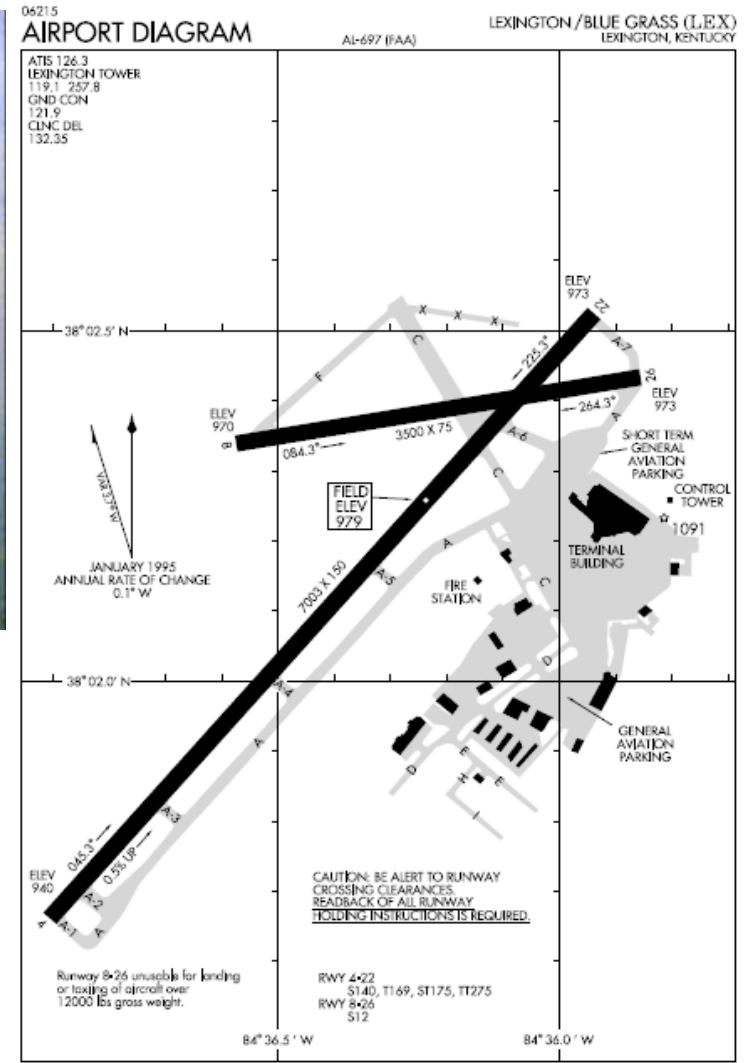 06215
AIRPORT DIAGRAM
AL-697 (FAA)
LEXINGTON/BLUE GRASS (LEX)
LEXINGTON, KENTUCKY
ATIS 126.3
LEXINGTON TOWER
119.1 257.8
GND CON
121.9
CLNC DEL
132.35
ELEV
973
22
X
X
X
38°02.5' N
C
A-7
225.3°
F
26
ELEV
970
ELEV
973
264.3°
A
8
084.3°
3500 X 75
A-6
SHORT TERM
GENERAL
AVIATION
PARKING
C
VAR 3.7° W
CONTROL
TOWER
FIELD
ELEV
979
1091
JANUARY 1995
ANNUAL RATE OF CHANGE
0.1° W
TERMINAL
BUILDING
A
7003 X 150
A-5
FIRE
STATION
C
D
38°02.0' N
A-4
A
GENERAL
AVIATION
PARKING
D
E
E
H
I
A-3
045.3°
0.5% UP
ELEV
940
A-2
4
A-1
A
CAUTION: BE ALERT TO RUNWAY
CROSSING CLEARANCES.
READBACK OF ALL RUNWAY
HOLDING INSTRUCTIONS IS REQUIRED.
Runway 8-26 unusable for landing
or taxiing of aircraft over
12000 lbs gross weight.
RWY 4-22
S140, T169, ST175, TT275
RWY 8-26
S12
84°36.5' W
84°36.0' W